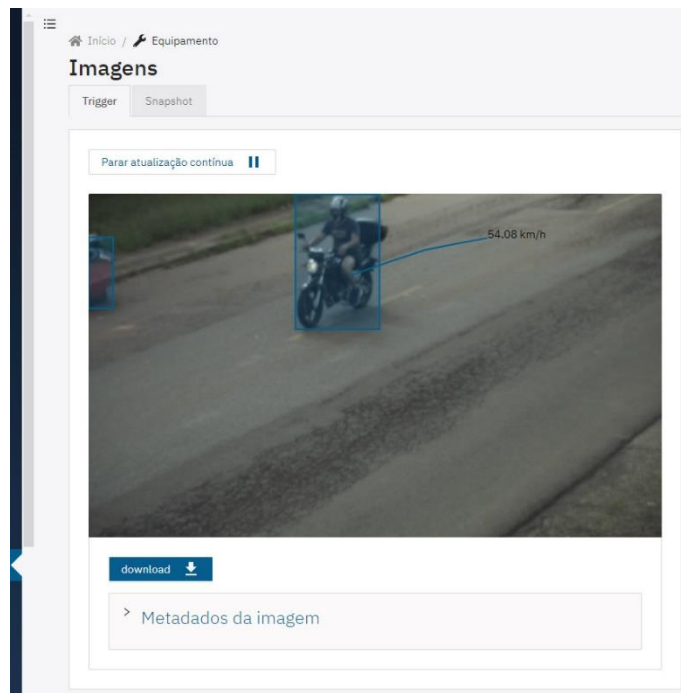 Início / Equipamento
Imagens
Trigger Snapshot
Parar atualização contínua
54.08 km/h
download
Metadados da imagem